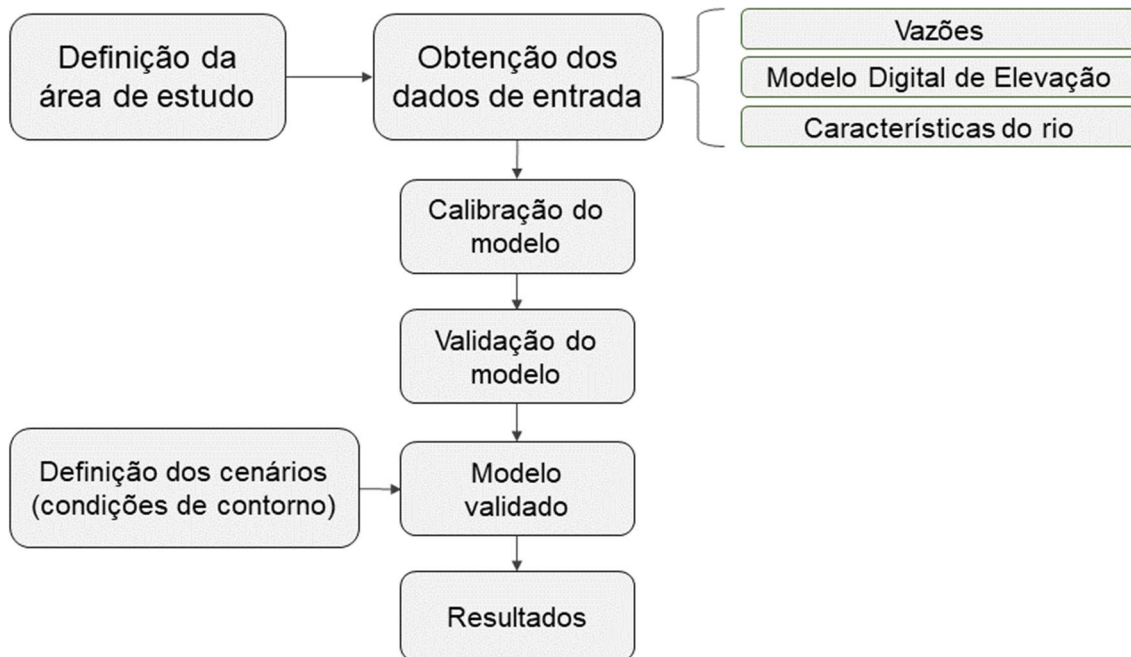 Definição da
área de estudo
Obtenção dos
dados de entrada
Vazões
Modelo Digital de Elevação
Características do rio
Calibração do
modelo
Validação do
modelo
Definição dos cenários
(condições de contorno)
Modelo
validado
Resultados